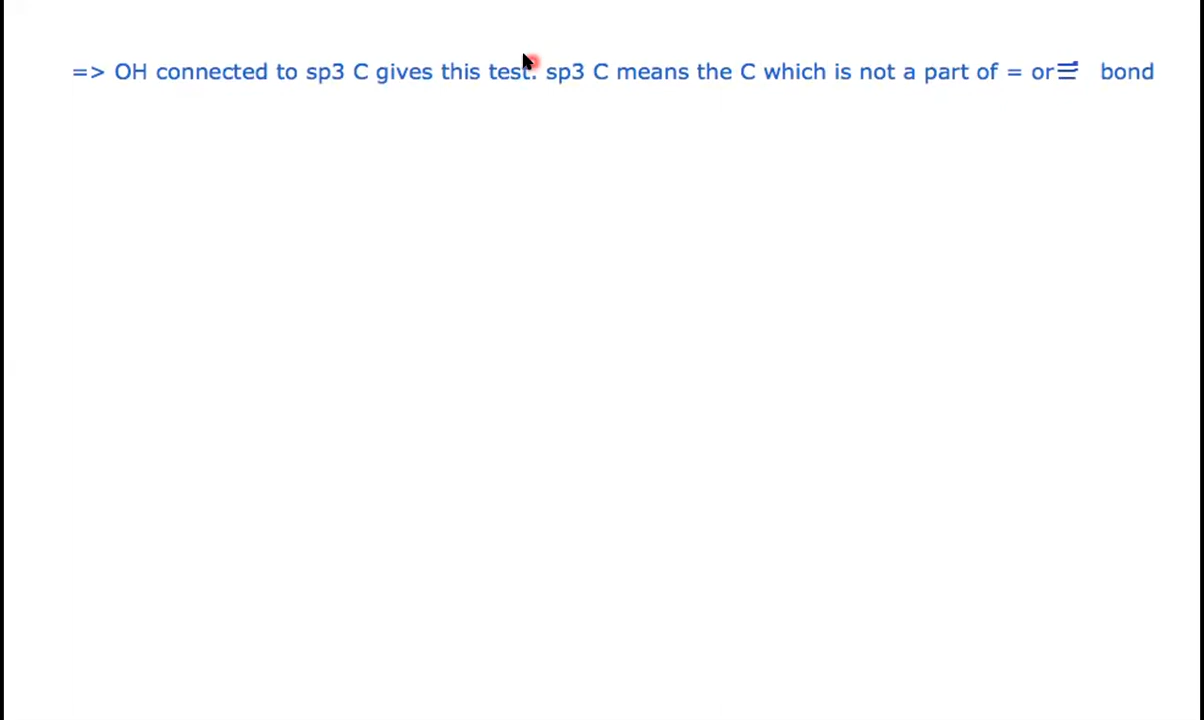 => OH connected to sp3 C gives this test. sp3 C means the C which is not a part of = or ≡ bond